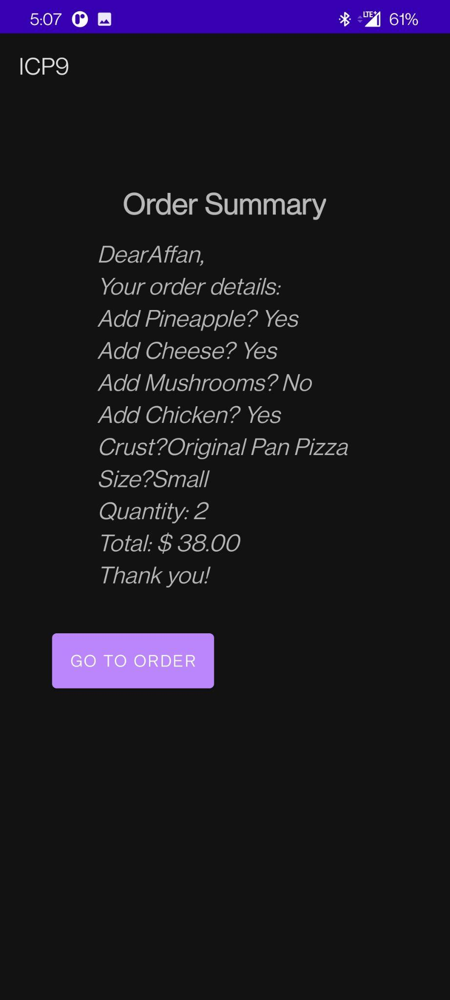 5:07 LTE+ 61%
ICP9
Order Summary
DearAffan,
Your order details:
Add Pineapple? Yes
Add Cheese? Yes
Add Mushrooms? No
Add Chicken? Yes
Crust?Original Pan Pizza
Size?Small
Quantity: 2
Total: $ 38.00
Thank you!
GO TO ORDER